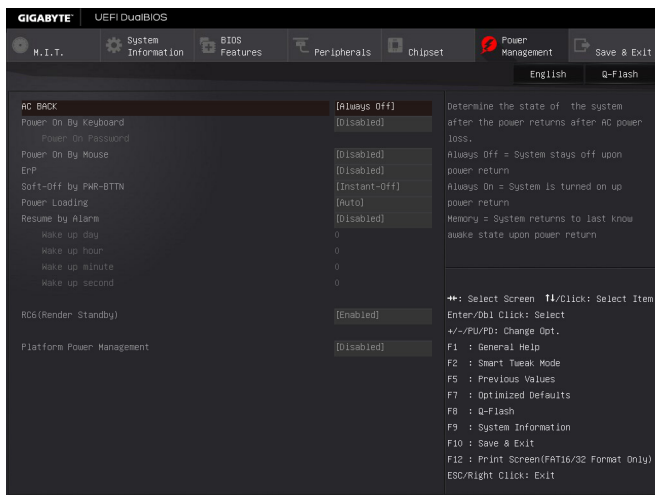 GIGABYTE™ UEFI DualBIOS
M.I.T.
System Information
BIOS Features
Peripherals
Chipset
Power Management
Save & Exit
English Q-Flash
AC BACK [Always Off]
Power On By Keyboard [Disabled]
Power On Password
Power On By Mouse [Disabled]
ErP [Disabled]
Soft-Off by PWR-BTTN [Instant-Off]
Power Loading [Auto]
Resume by Alarm [Disabled]
Wake up day 0
Wake up hour 0
Wake up minute 0
Wake up second 0
RC6(Render Standby) [Enabled]
Platform Power Management [Disabled]
Determine the state of the system
after the power returns after AC power
loss.
Always Off = System stays off upon
power return
Always On = System is turned on up
power return
Memory = System returns to last know
awake state upon power return
→←: Select Screen ↑↓/Click: Select Item
Enter/Dbl Click: Select
+/-/PU/PD: Change Opt.
F1 : General Help
F2 : Smart Tweak Mode
F5 : Previous Values
F7 : Optimized Defaults
F8 : Q-Flash
F9 : System Information
F10 : Save & Exit
F12 : Print Screen(FAT16/32 Format Only)
ESC/Right Click: Exit